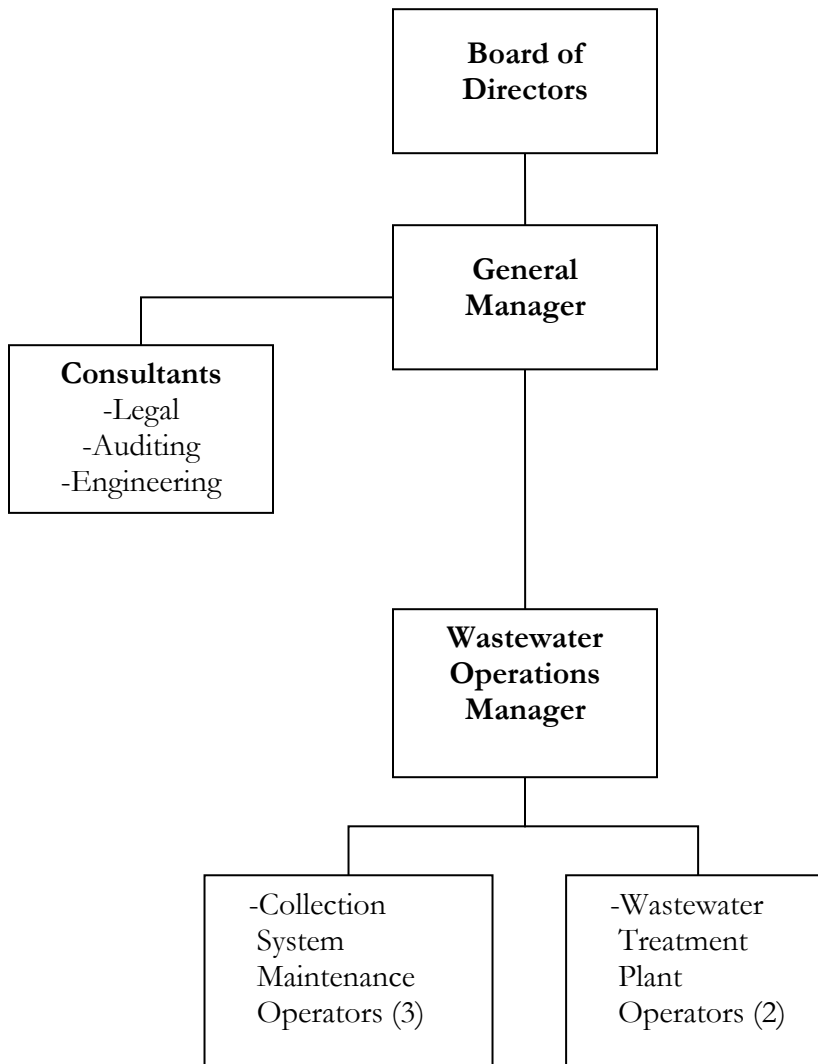 Board of
Directors
General
Manager
Consultants
-Legal
-Auditing
-Engineering
Wastewater
Operations
Manager
-Collection
System
Maintenance
Operators (3)
-Wastewater
Treatment
Plant
Operators (2)